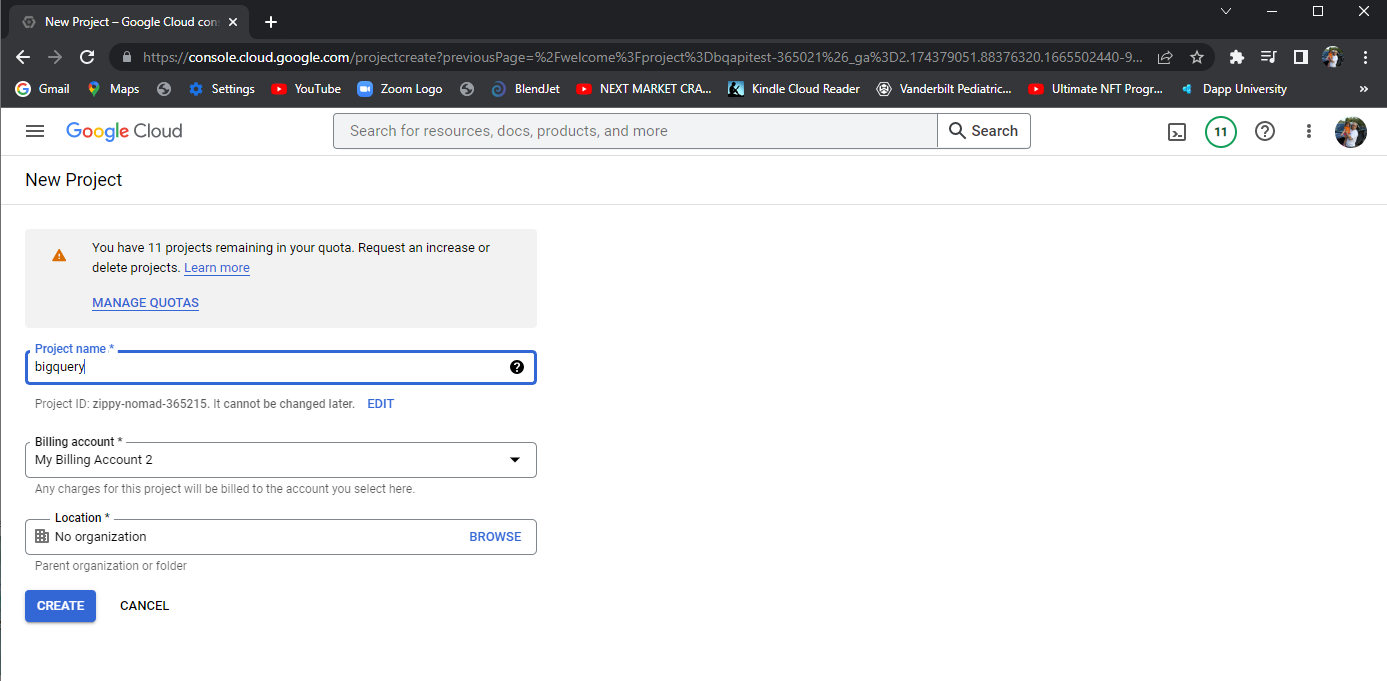 New Project – Google Cloud con
https://console.cloud.google.com/projectcreate?previousPage=%2Fwelcome%3Fproject%3Dbqapitest-365021%26_ga%3D2.174379051.88376320.1665502440-9...
Gmail Maps Settings YouTube Zoom Logo BlendJet NEXT MARKET CRA... Kindle Cloud Reader Vanderbilt Pediatric... Ultimate NFT Progr... Dapp University »
Google Cloud Search for resources, docs, products, and more Search 11
New Project
You have 11 projects remaining in your quota. Request an increase or
delete projects. Learn more
MANAGE QUOTAS
Project name *
bigquery
Project ID: zippy-nomad-365215. It cannot be changed later. EDIT
Billing account *
My Billing Account 2
Any charges for this project will be billed to the account you select here.
Location *
No organization BROWSE
Parent organization or folder
CREATE CANCEL